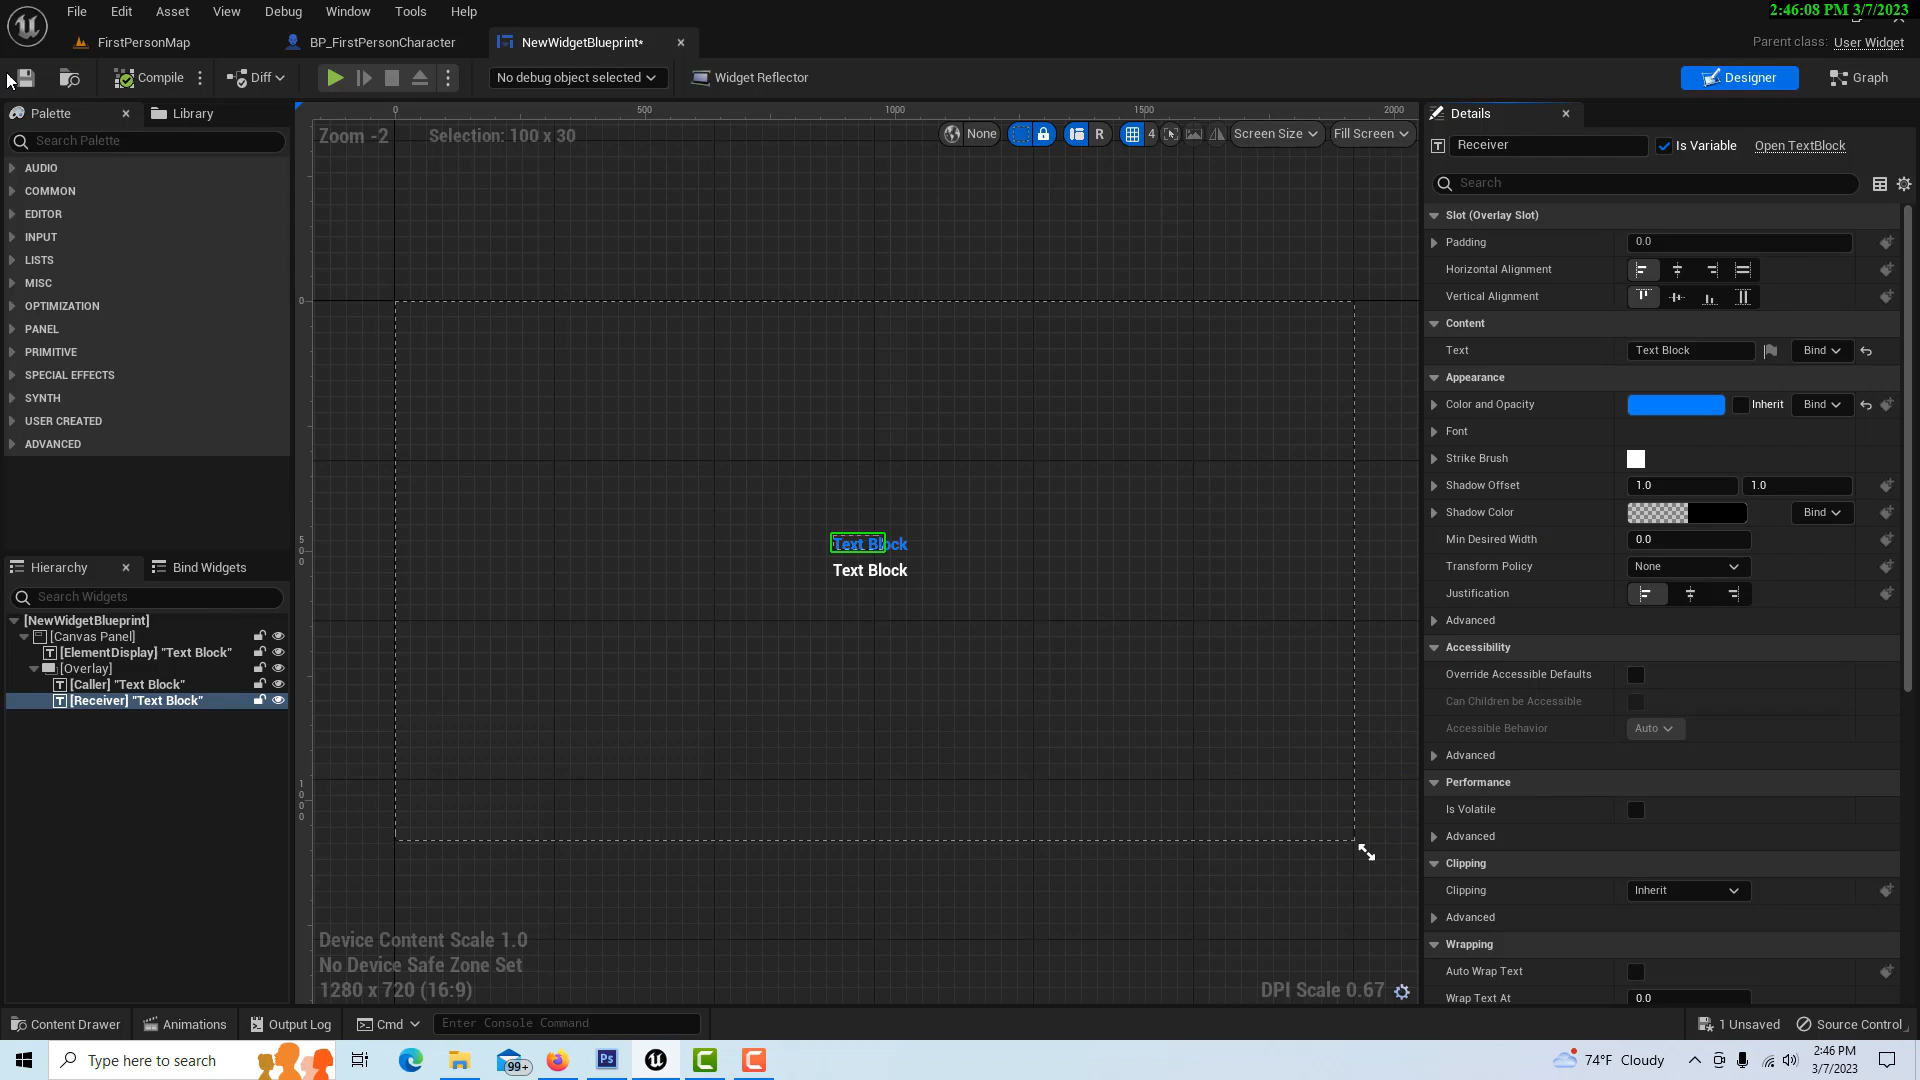 2:46:08 PM 3/7/2023
File Edit Asset View Debug Window Tools Help
FirstPersonMap
BP_FirstPersonCharacter
NewWidgetBlueprint*
Parent class: User Widget
Compile
Diff
No debug object selected
Widget Reflector
Designer
Graph
Palette
Library
Search Palette
AUDIO
COMMON
EDITOR
INPUT
LISTS
MISC
OPTIMIZATION
PANEL
PRIMITIVE
SPECIAL EFFECTS
SYNTH
USER CREATED
ADVANCED
Hierarchy
Bind Widgets
Search Widgets
[NewWidgetBlueprint]
[Canvas Panel]
[ElementDisplay] "Text Block"
[Overlay]
[Caller] "Text Block"
[Receiver] "Text Block"
0 500 1000 1500 2000
Zoom -2
Selection: 100 x 30
None
R
4
Screen Size
Fill Screen
0
500
1000
Text Block
Text Block
Device Content Scale 1.0
No Device Safe Zone Set
1280 x 720 (16:9)
DPI Scale 0.67
Details
Receiver
Is Variable
Open TextBlock
Search
Slot (Overlay Slot)
Padding 0.0
Horizontal Alignment
Vertical Alignment
Content
Text Text Block Bind
Appearance
Color and Opacity Inherit Bind
Font
Strike Brush
Shadow Offset 1.0 1.0
Shadow Color Bind
Min Desired Width 0.0
Transform Policy None
Justification
Advanced
Accessibility
Override Accessible Defaults
Can Children be Accessible
Accessible Behavior Auto
Advanced
Performance
Is Volatile
Advanced
Clipping
Clipping Inherit
Advanced
Wrapping
Auto Wrap Text
Wrap Text At 0.0
Content Drawer
Animations
Output Log
Cmd
Enter Console Command
1 Unsaved
Source Control
Type here to search
99+
Ps
74°F Cloudy
2:46 PM
3/7/2023